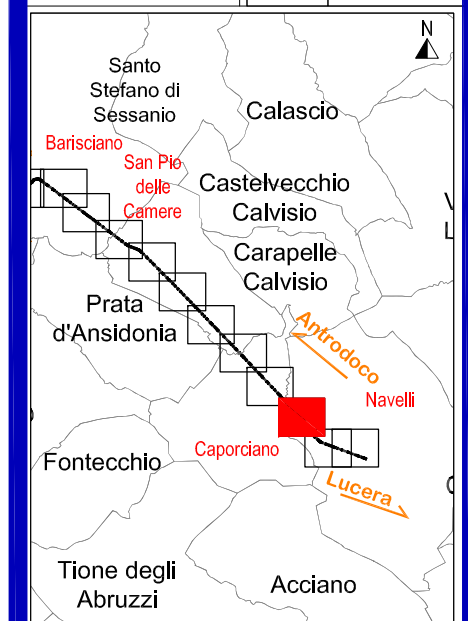 N
Santo
Stefano di
Sessanio
Calascio
Barisciano
San Pio
delle
Camere
Castelvecchio
Calvisio
Carapelle
Calvisio
Prata
d'Ansidonia
Antrodoco
Navelli
Caporciano
Fontecchio
Lucera
Tione degli
Abruzzi
Acciano